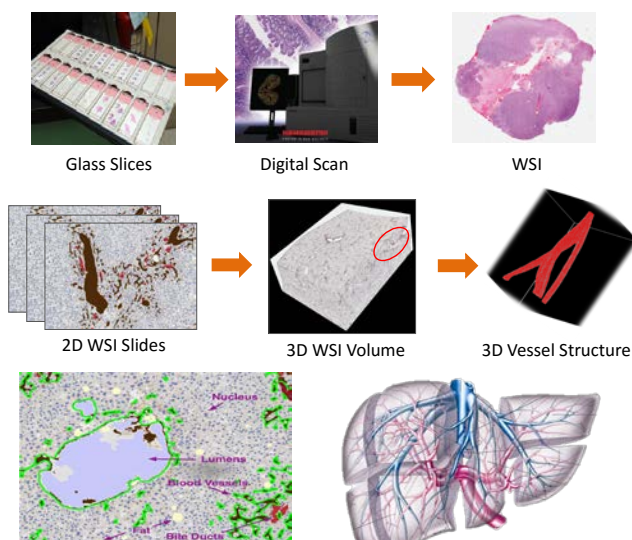 Glass Slices
Digital Scan
WSI
2D WSI Slides
3D WSI Volume
3D Vessel Structure
Nucleus
Lumens
Blood Vessels
Fat
Bile Ducts